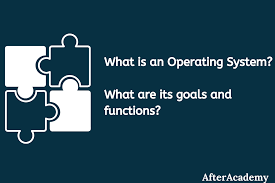 What is an Operating System?
What are its goals and
functions?
AfterAcademy